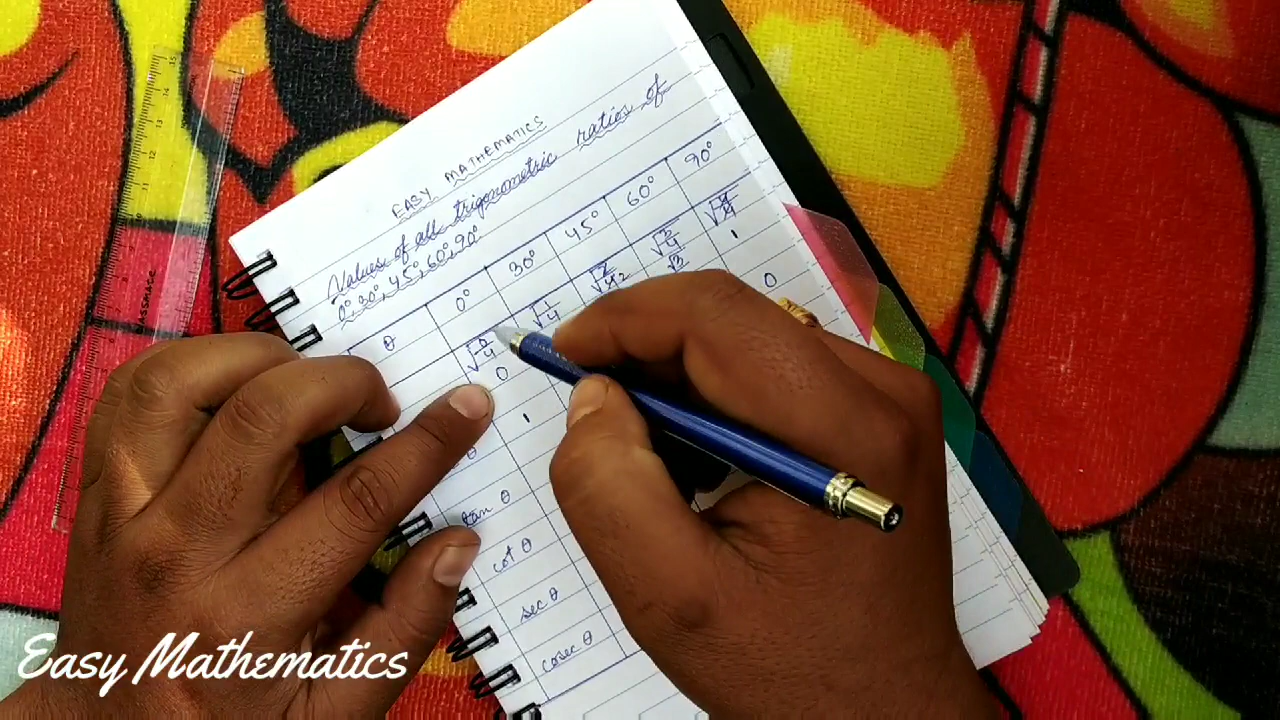 EASY MATHEMATICS
Values of all trigonometric ratios of
0°, 30°, 45°, 60°, 90°
θ 0° 30° 45° 60° 90°
√0/4 √1/4 √2/4 √3/4 √4/4
0 1
1 0
θ
tan θ
cot θ
sec θ
cosec θ
Easy Mathematics